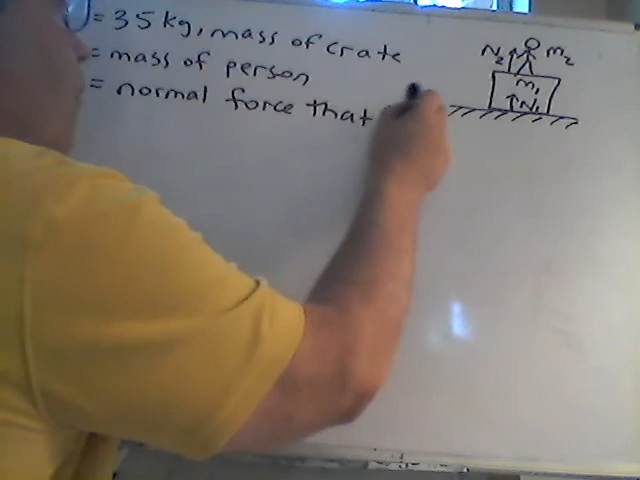 = 35 kg, mass of crate
= mass of person
= normal force that
N₂ m₂
m₁
N₁